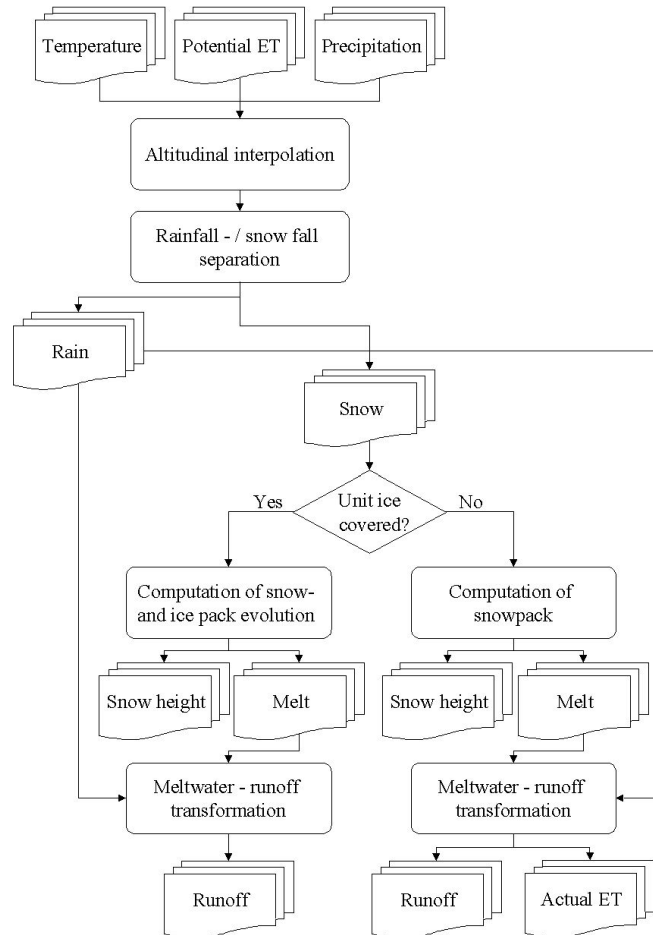 Temperature
Potential ET
Precipitation
Altitudinal interpolation
Rainfall - / snow fall
separation
Rain
Snow
Unit ice
covered?
Yes
No
Computation of snow-
and ice pack evolution
Computation of
snowpack
Snow height
Melt
Snow height
Melt
Meltwater - runoff
transformation
Meltwater - runoff
transformation
Runoff
Runoff
Actual ET